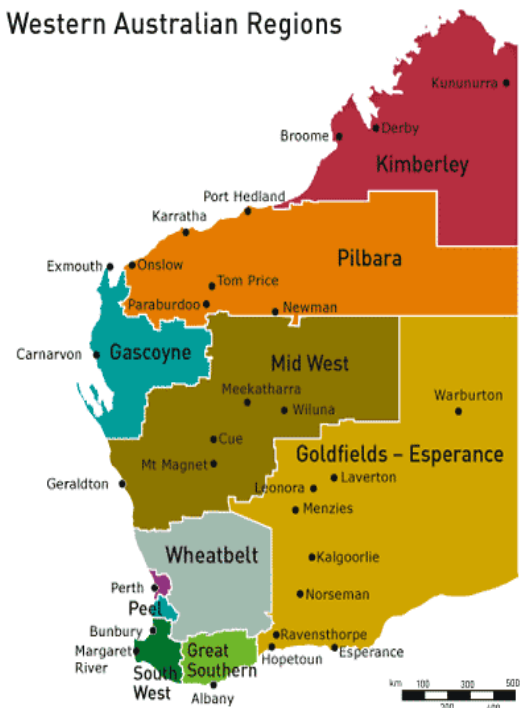 Western Australian Regions
Kununurra
Derby
Broome
Kimberley
Port Hedland
Karratha
Pilbara
Exmouth
Onslow
Tom Price
Paraburdoo
Newman
Carnarvon
Gascoyne
Mid West
Meekatharra
Wiluna
Warburton
Cue
Goldfields – Esperance
Mt Magnet
Laverton
Geraldton
Leonora
Menzies
Wheatbelt
Kalgoorlie
Perth
Norseman
Peel
Bunbury
Ravensthorpe
Margaret
River
Great
Southern
Hopetoun
Esperance
South
West
Albany
km 100 300 500
200 400